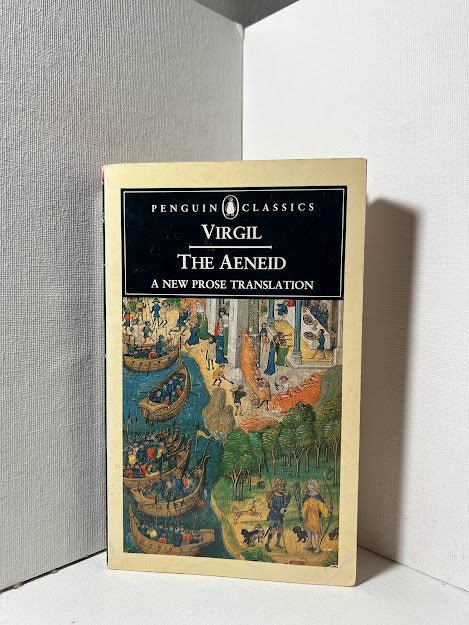 PENGUIN CLASSICS
VIRGIL
THE AENEID
A NEW PROSE TRANSLATION